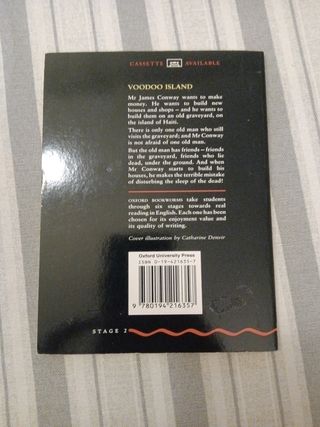 CASSETTE AVAILABLE
VOODOO ISLAND
Mr James Conway wants to make
money. He wants to build new
houses and shops – and he wants to
build them on an old graveyard, on
the island of Haiti.
There is only one old man who still
visits the graveyard; and Mr Conway
is not afraid of one old man.
But the old man has friends – friends
in the graveyard, friends who lie
dead, under the ground. And when
Mr Conway starts to build his
houses, he makes the terrible mistake
of disturbing the sleep of the dead!
OXFORD BOOKWORMS take students
through six stages towards real
reading in English. Each one has been
chosen for its enjoyment value and
its quality of writing.
Cover illustration by Catharine Denvir
Oxford University Press
ISBN 0-19-421635-7
9 780194 216357
STAGE 2